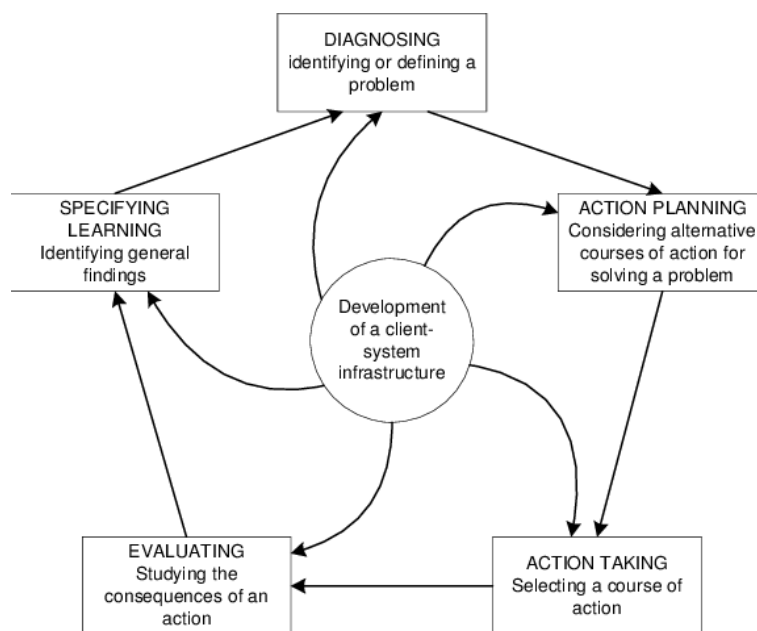 DIAGNOSING
identifying or defining a
problem
SPECIFYING
LEARNING
Identifying general
findings
ACTION PLANNING
Considering alternative
courses of action for
solving a problem
Development
of a client-
system
infrastructure
EVALUATING
Studying the
consequences of an
action
ACTION TAKING
Selecting a course of
action